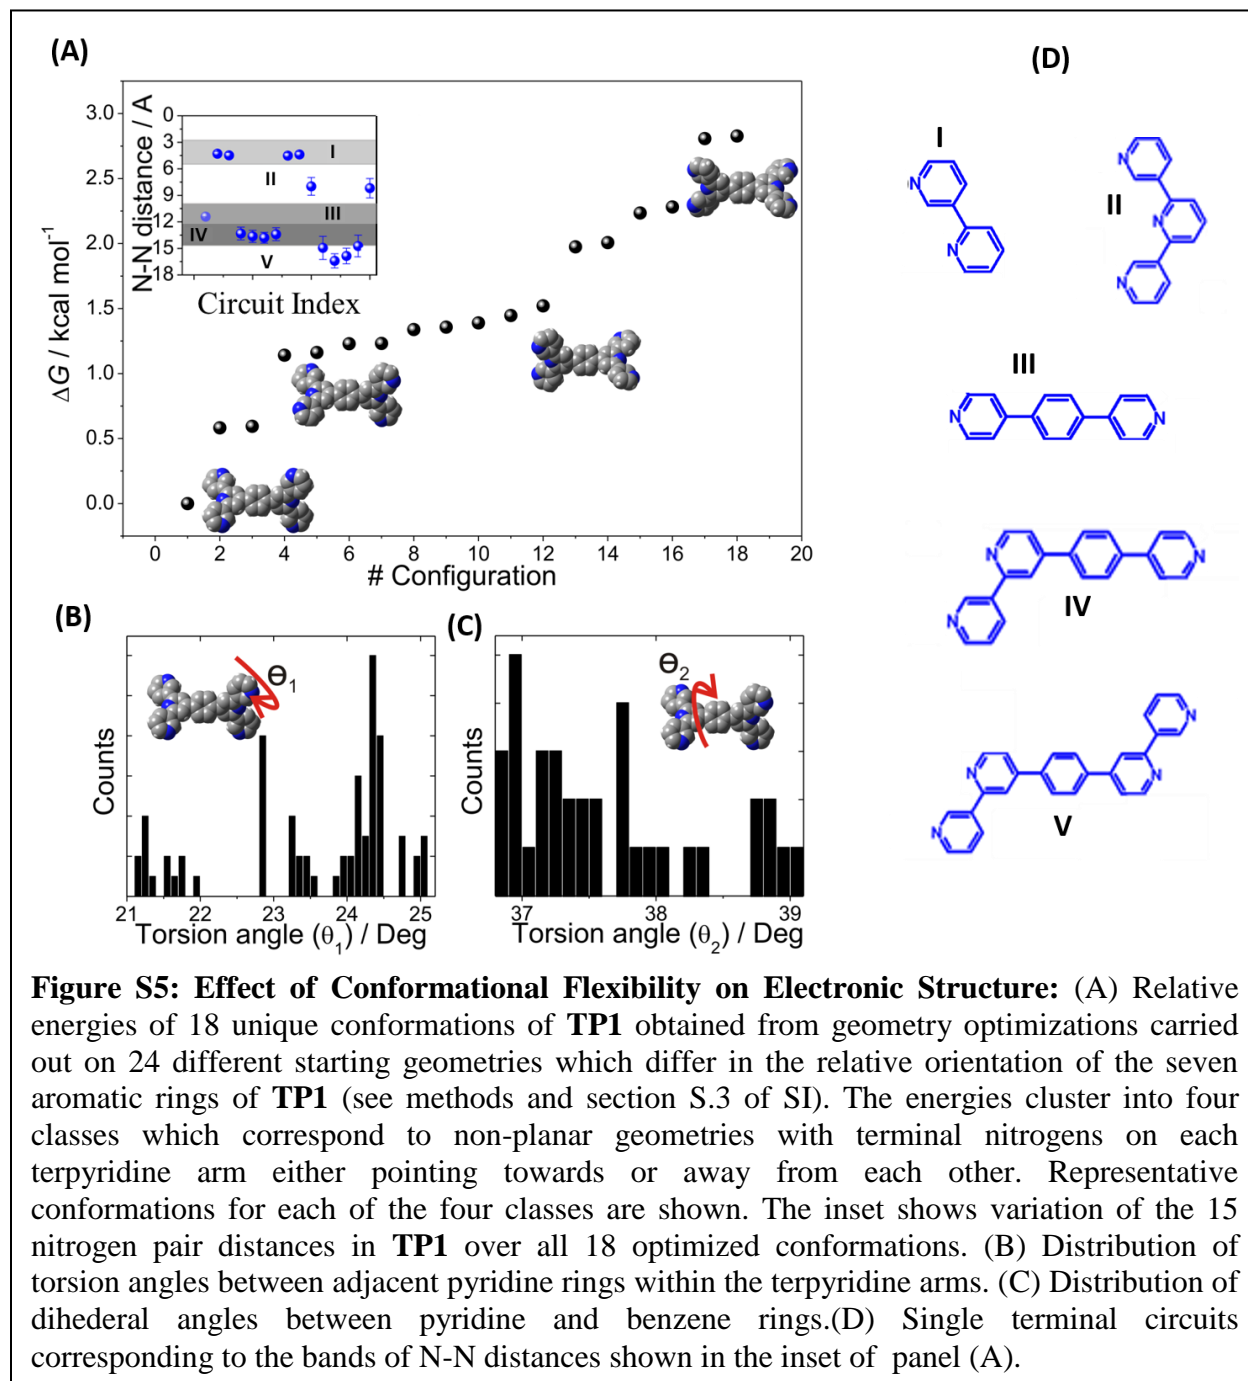 (A)
(D)
3.0
2.5
2.0
1.5
1.0
0.5
0.0
ΔG / kcal mol⁻¹
0
3
6
9
12
15
18
N-N distance / A
I
II
III
IV
V
Circuit Index
0 2 4 6 8 10 12 14 16 18 20
# Configuration
I
N
N
II
N
N
N
III
N
N
IV
N
N
N
V
N
N
N
N
(B)
Θ₁
Counts
21 22 23 24 25
Torsion angle (θ₁) / Deg
(C)
Θ₂
Counts
37 38 39
Torsion angle (θ₂) / Deg
Figure S5: Effect of Conformational Flexibility on Electronic Structure: (A) Relative
energies of 18 unique conformations of TP1 obtained from geometry optimizations carried
out on 24 different starting geometries which differ in the relative orientation of the seven
aromatic rings of TP1 (see methods and section S.3 of SI). The energies cluster into four
classes which correspond to non-planar geometries with terminal nitrogens on each
terpyridine arm either pointing towards or away from each other. Representative
conformations for each of the four classes are shown. The inset shows variation of the 15
nitrogen pair distances in TP1 over all 18 optimized conformations. (B) Distribution of
torsion angles between adjacent pyridine rings within the terpyridine arms. (C) Distribution of
dihederal angles between pyridine and benzene rings.(D) Single terminal circuits
corresponding to the bands of N-N distances shown in the inset of panel (A).